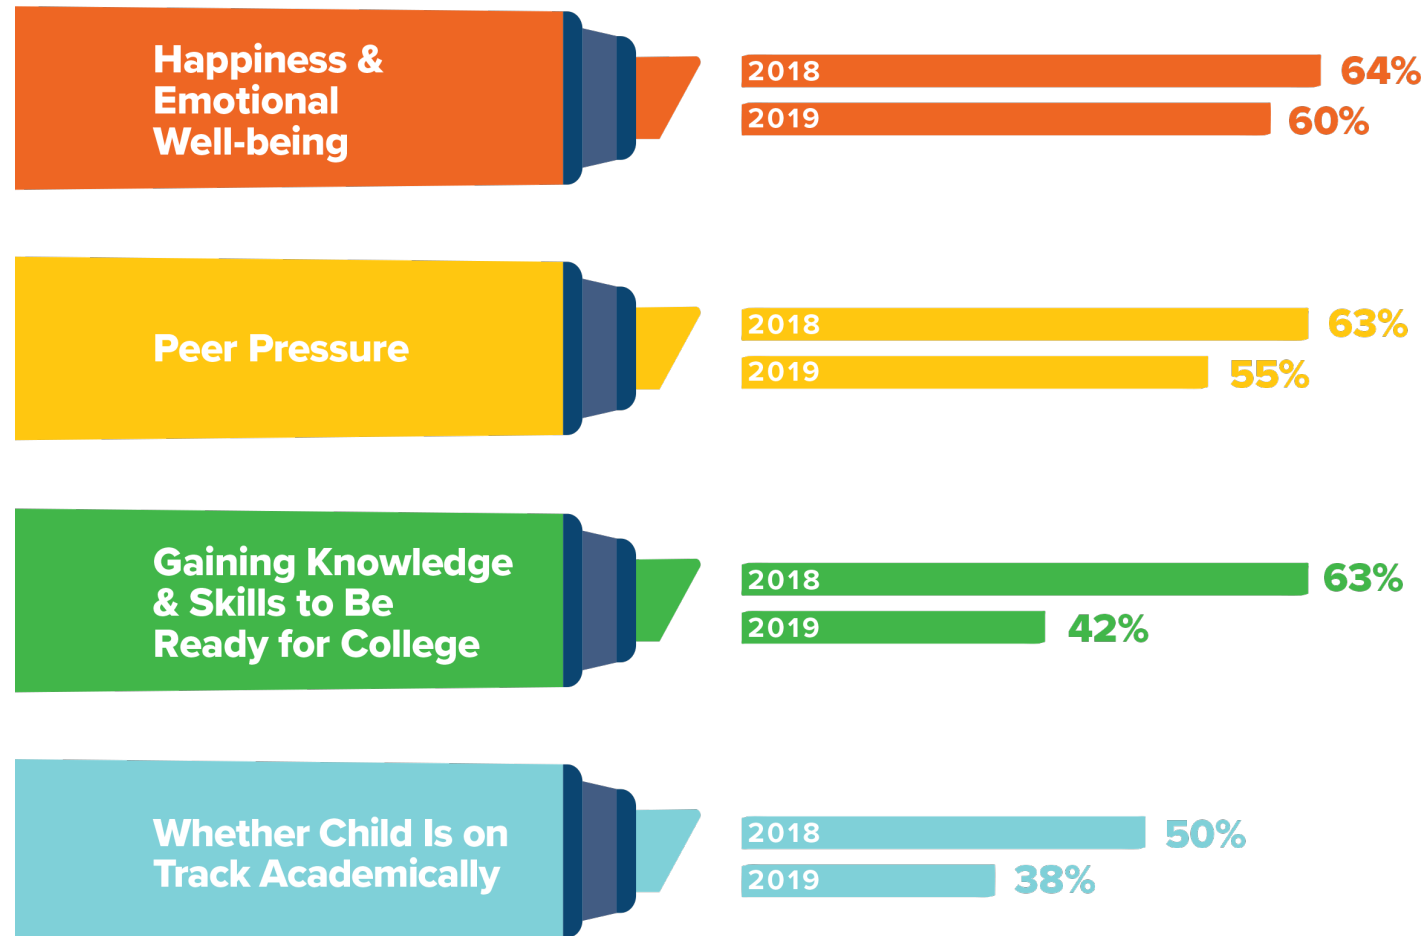 Happiness &
Emotional
Well-being
2018 64%
2019 60%
Peer Pressure
2018 63%
2019 55%
Gaining Knowledge
& Skills to Be
Ready for College
2018 63%
2019 42%
Whether Child Is on
Track Academically
2018 50%
2019 38%